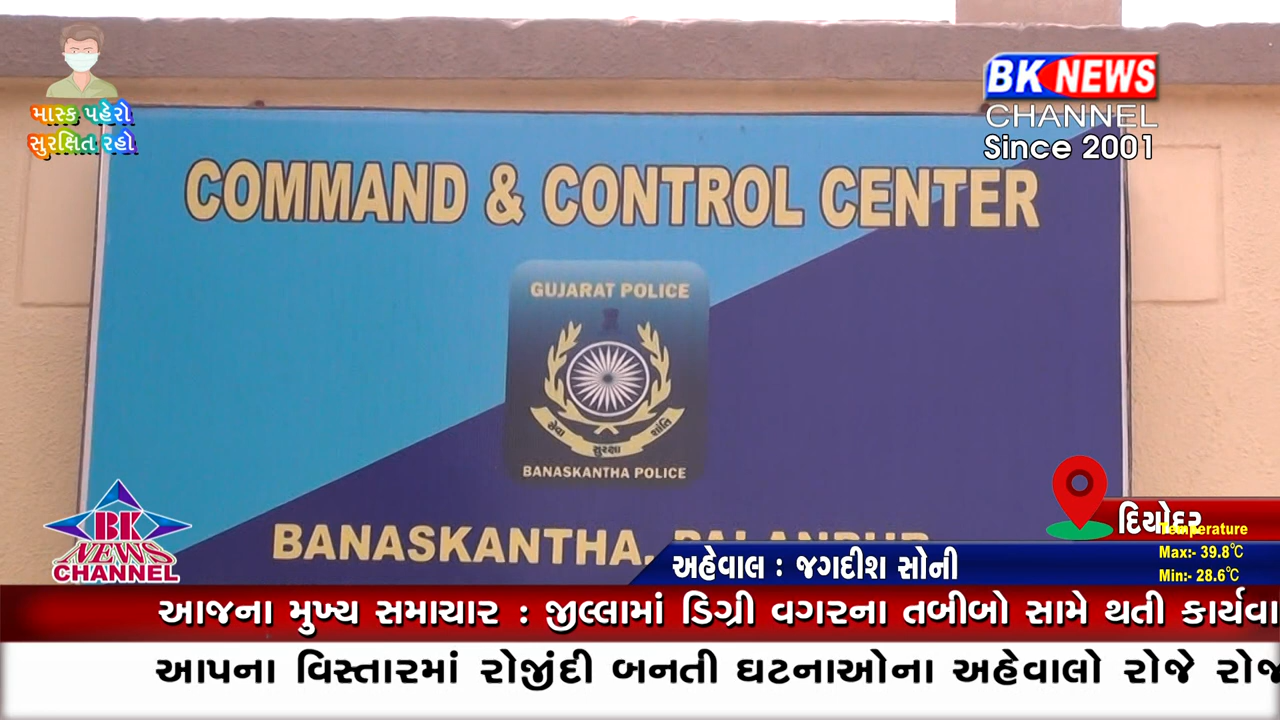 BK NEWS
CHANNEL
Since 2001
માસ્ક પહેરો
સુરક્ષિત રહો
COMMAND & CONTROL CENTER
GUJARAT POLICE
સેવા સુરક્ષા શાંતિ
BANASKANTHA POLICE
BANASKANTHA, PALANPUR
BK
NEWS
CHANNEL
દિયોદર
Temperature
Max:- 39.8℃
Min:- 28.6℃
અહેવાલ : જગદીશ સોની
આજના મુખ્ય સમાચાર : જીલ્લામાં ડિગ્રી વગરના તબીબો સામે થતી કાર્યવા
આપના વિસ્તારમાં રોજીંદી બનતી ઘટનાઓના અહેવાલો રોજે રોજ